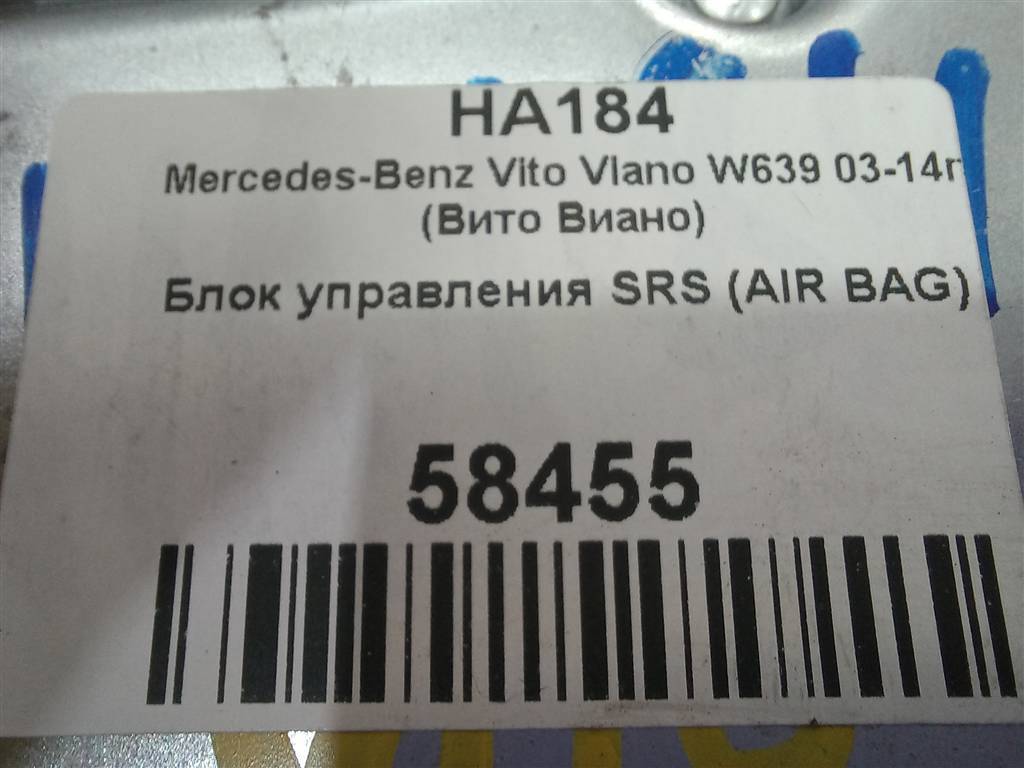 HA184
Mercedes-Benz Vito VIano W639 03-14г
(Вито Виано)
Блок управления SRS (AIR BAG)
58455